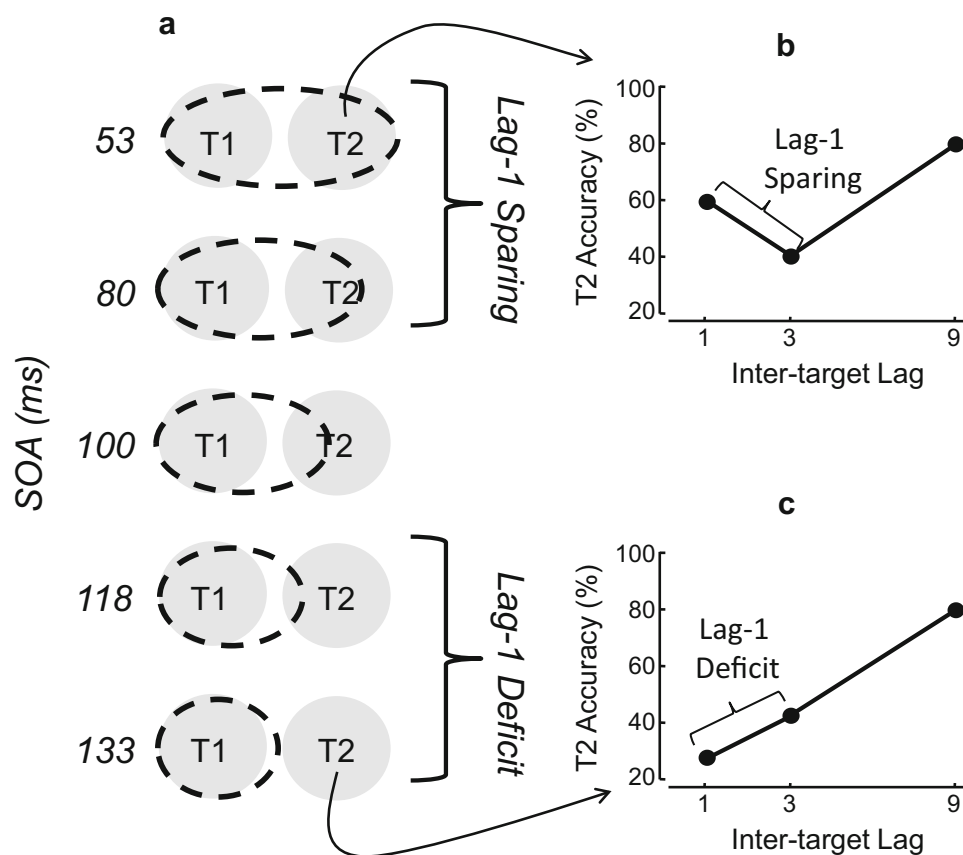 a
SOA (ms)
53
T1 T2
80
T1 T2
100
T1 T2
118
T1 T2
133
T1 T2
Lag-1 Sparing
Lag-1 Deficit
b
T2 Accuracy (%)
100
80
60
40
20
Lag-1
Sparing
1 3 9
Inter-target Lag
c
T2 Accuracy (%)
100
80
60
40
20
Lag-1
Deficit
1 3 9
Inter-target Lag